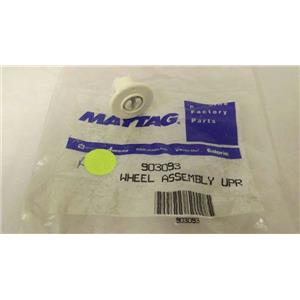 Factory
Parts
MAYTAG
903093
WHEEL ASSEMBLY UPR
903093